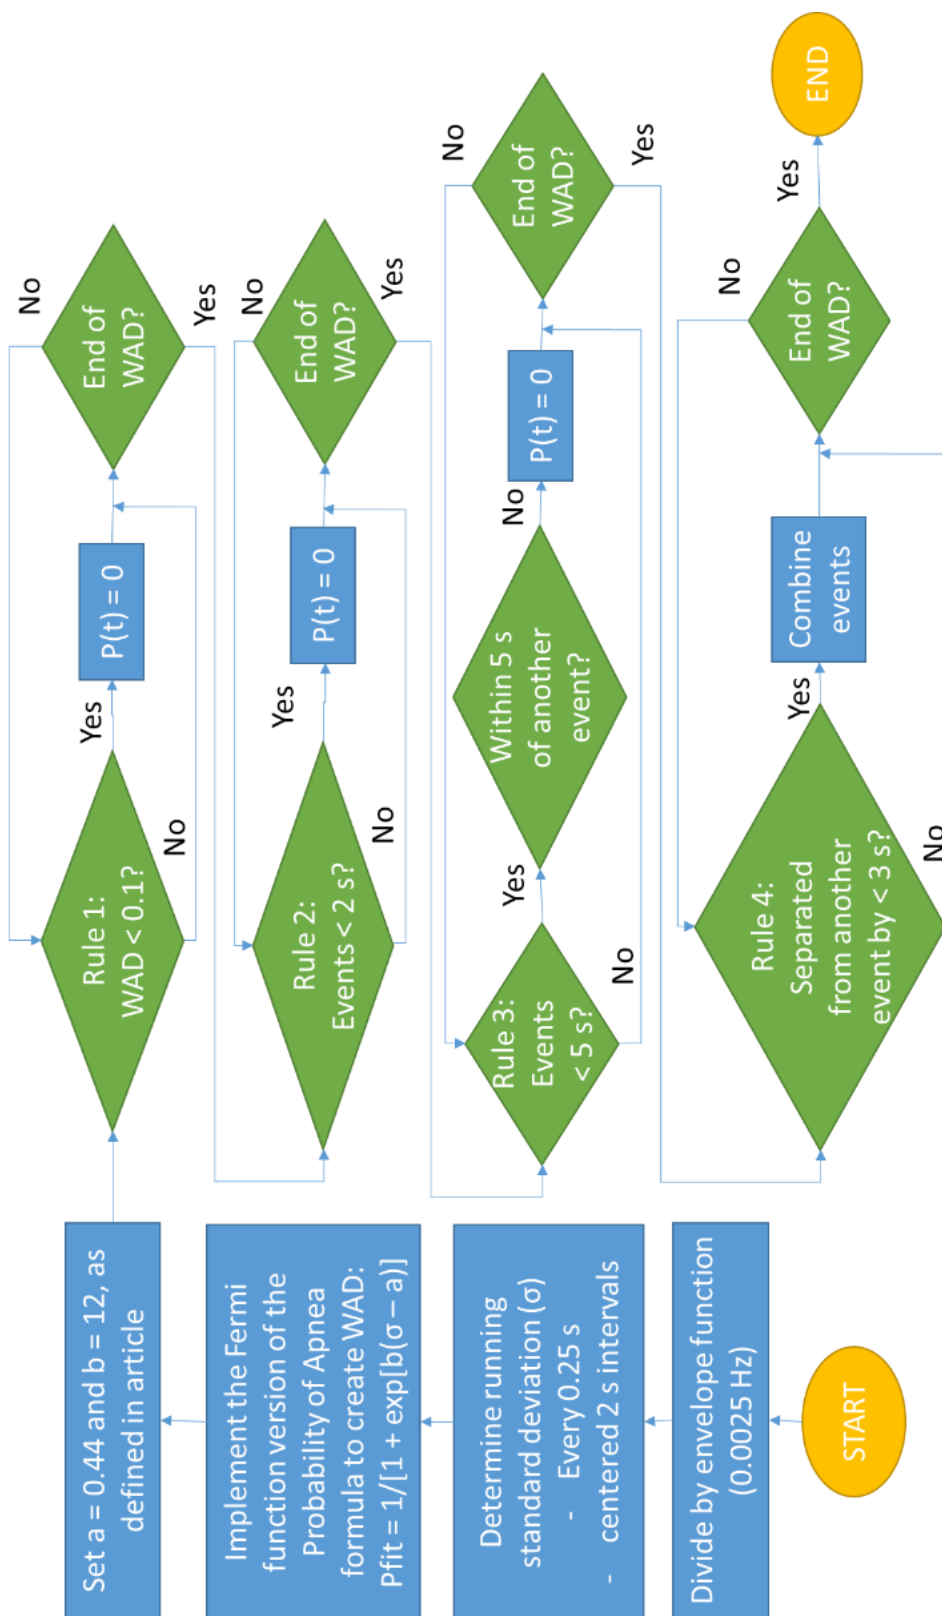 START
Divide by envelope function
(0.0025 Hz)
Determine running
standard deviation (σ)
- Every 0.25 s
- centered 2 s intervals
Implement the Fermi
function version of the
Probability of Apnea
formula to create WAD:
Pfit = 1/[1 + exp[b(σ – a)]
Set a = 0.44 and b = 12, as
defined in article
Rule 1:
WAD < 0.1?
Yes
No
P(t) = 0
End of
WAD?
No
Yes
Rule 2:
Events < 2 s?
Yes
No
P(t) = 0
End of
WAD?
No
Yes
Rule 3:
Events
< 5 s?
Yes
No
Within 5 s
of another
event?
No
P(t) = 0
End of
WAD?
No
Yes
Rule 4:
Separated
from another
event by < 3 s?
Yes
No
Combine
events
End of
WAD?
No
Yes
END